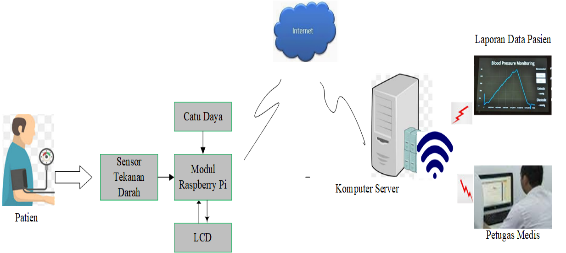 Internet
Laporan Data Pasien
Blood Pressure Monitoring
Catu Daya
Sensor
Tekanan
Darah
Modul
Raspberry Pi
Komputer Server
Patien
LCD
Petugas Medis